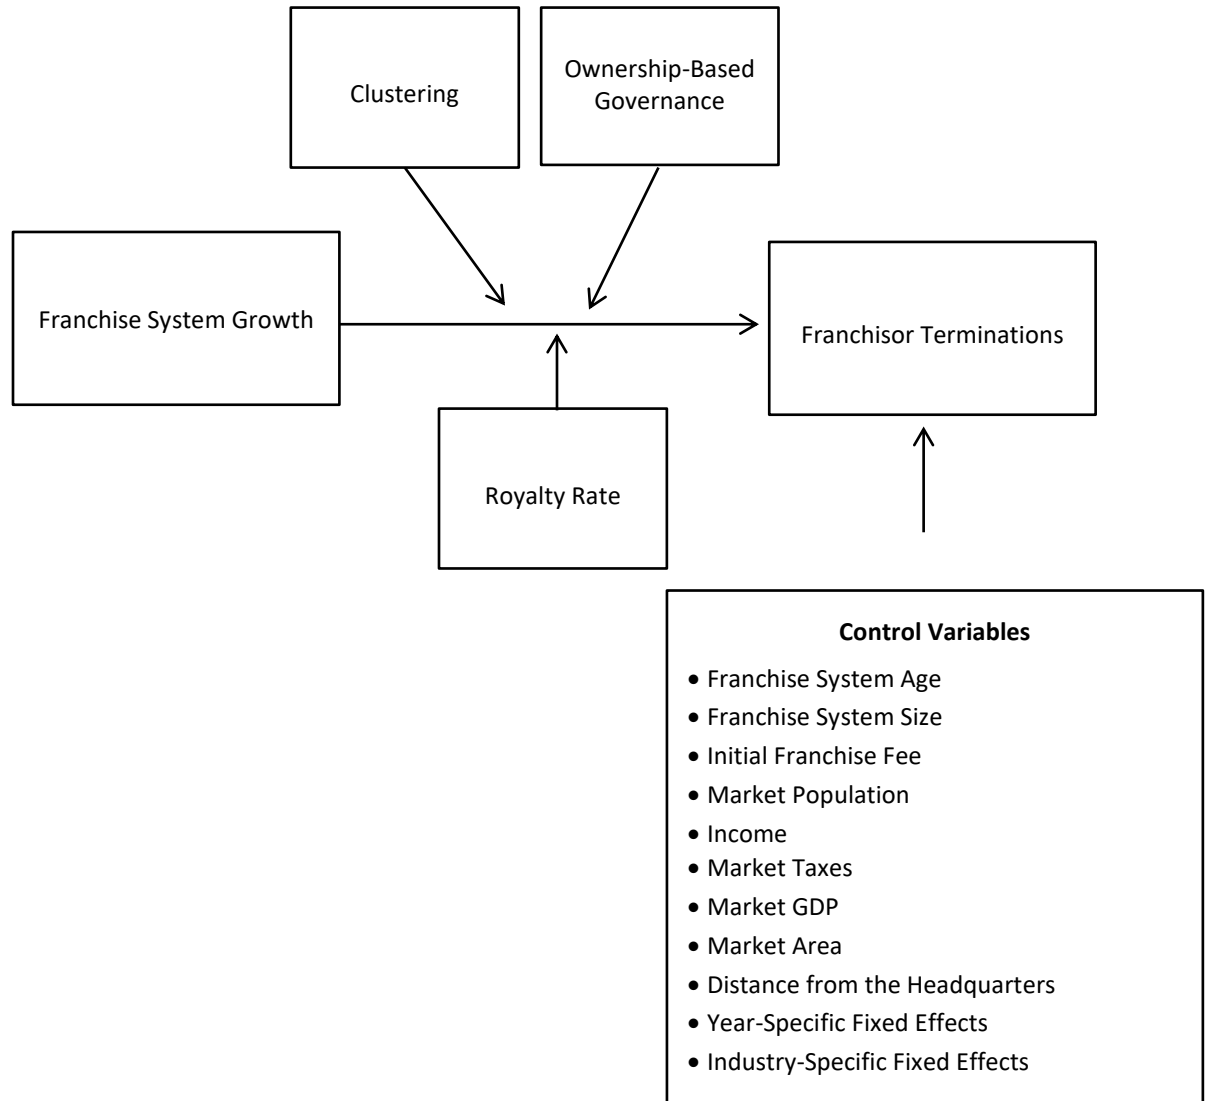 Clustering
Ownership-Based
Governance
Franchise System Growth
Franchisor Terminations
Royalty Rate
Control Variables
• Franchise System Age
• Franchise System Size
• Initial Franchise Fee
• Market Population
• Income
• Market Taxes
• Market GDP
• Market Area
• Distance from the Headquarters
• Year-Specific Fixed Effects
• Industry-Specific Fixed Effects